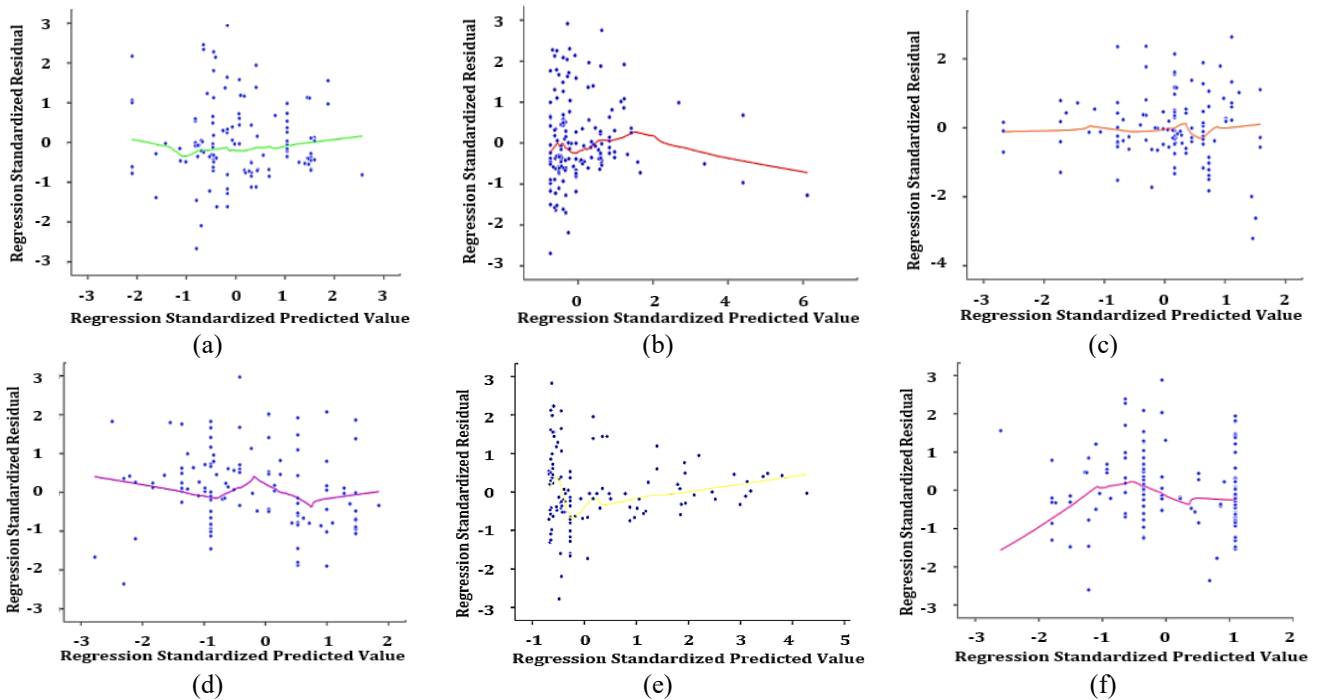 Regression Standardized Residual
3
2
1
0
-1
-2
-3
-3 -2 -1 0 1 2 3
Regression Standardized Predicted Value
(a)
Regression Standardized Residual
3
2
1
0
-1
-2
-3
0 2 4 6
Regression Standardized Predicted Value
(b)
Regression Standardized Residual
2
0
-2
-4
-3 -2 -1 0 1 2
Regression Standardized Predicted Value
(c)
Regression Standardized Residual
3
2
1
0
-1
-2
-3
-3 -2 -1 0 1 2
Regression Standardized Predicted Value
(d)
Regression Standardized Residual
3
2
1
0
-1
-2
-3
-1 0 1 2 3 4 5
Regression Standardized Predicted Value
(e)
Regression Standardized Residual
3
2
1
0
-1
-2
-3
-3 -2 -1 0 1 2
Regression Standardized Predicted Value
(f)